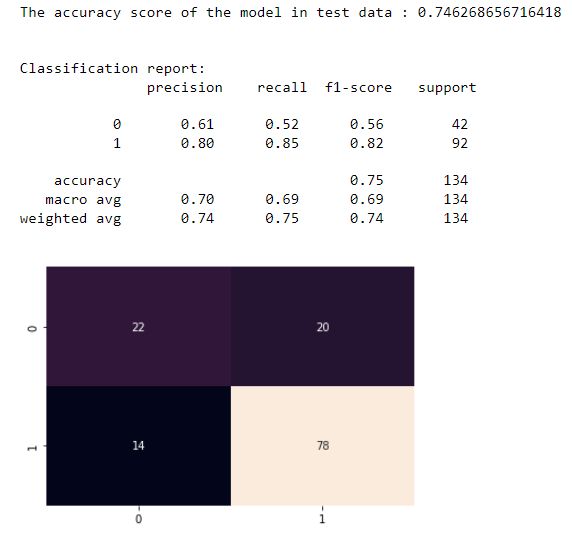 The accuracy score of the model in test data : 0.746268656716418
Classification report:
precision recall f1-score support
0 0.61 0.52 0.56 42
1 0.80 0.85 0.82 92
accuracy 0.75 134
macro avg 0.70 0.69 0.69 134
weighted avg 0.74 0.75 0.74 134
0 22 20
1 14 78
0 1